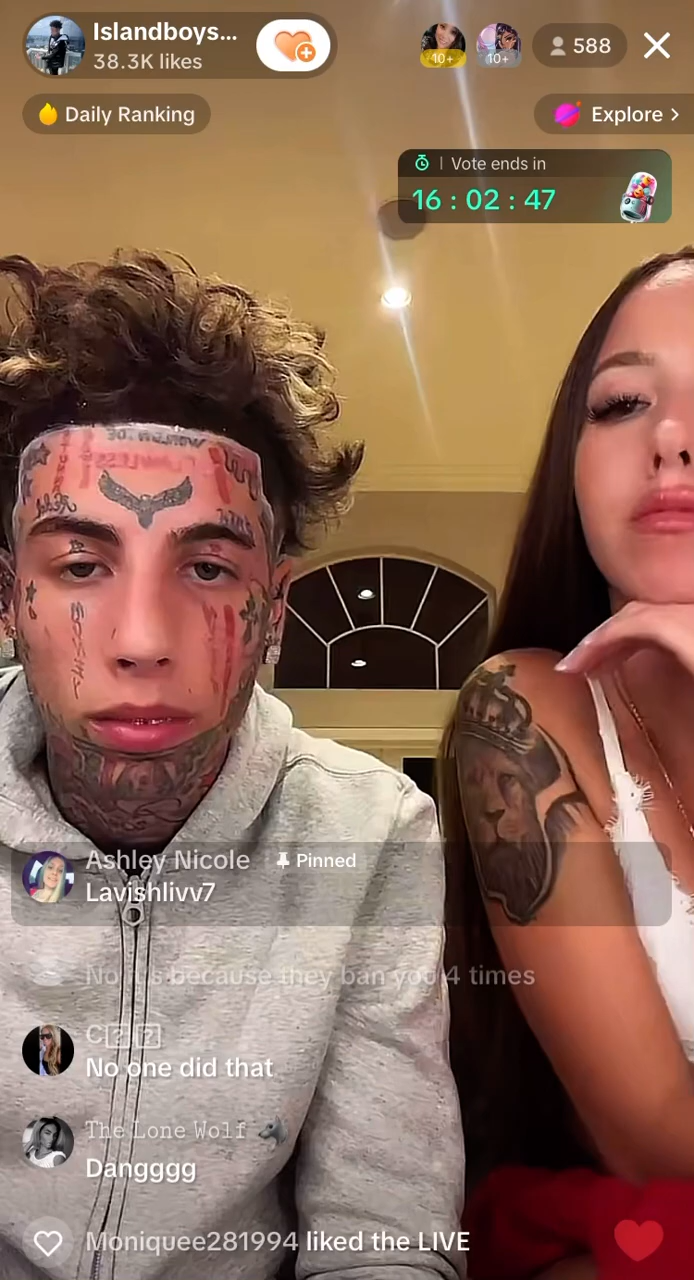 Islandboys...
38.3K likes
10+
10+
588
Daily Ranking
Explore >
Vote ends in
16 : 02 : 47
Ashley Nicole Pinned
Lavishlivv7
No it's because they ban you 4 times
C
No one did that
The Lone Wolf 🐺
Dangggg
Moniquee281994 liked the LIVE